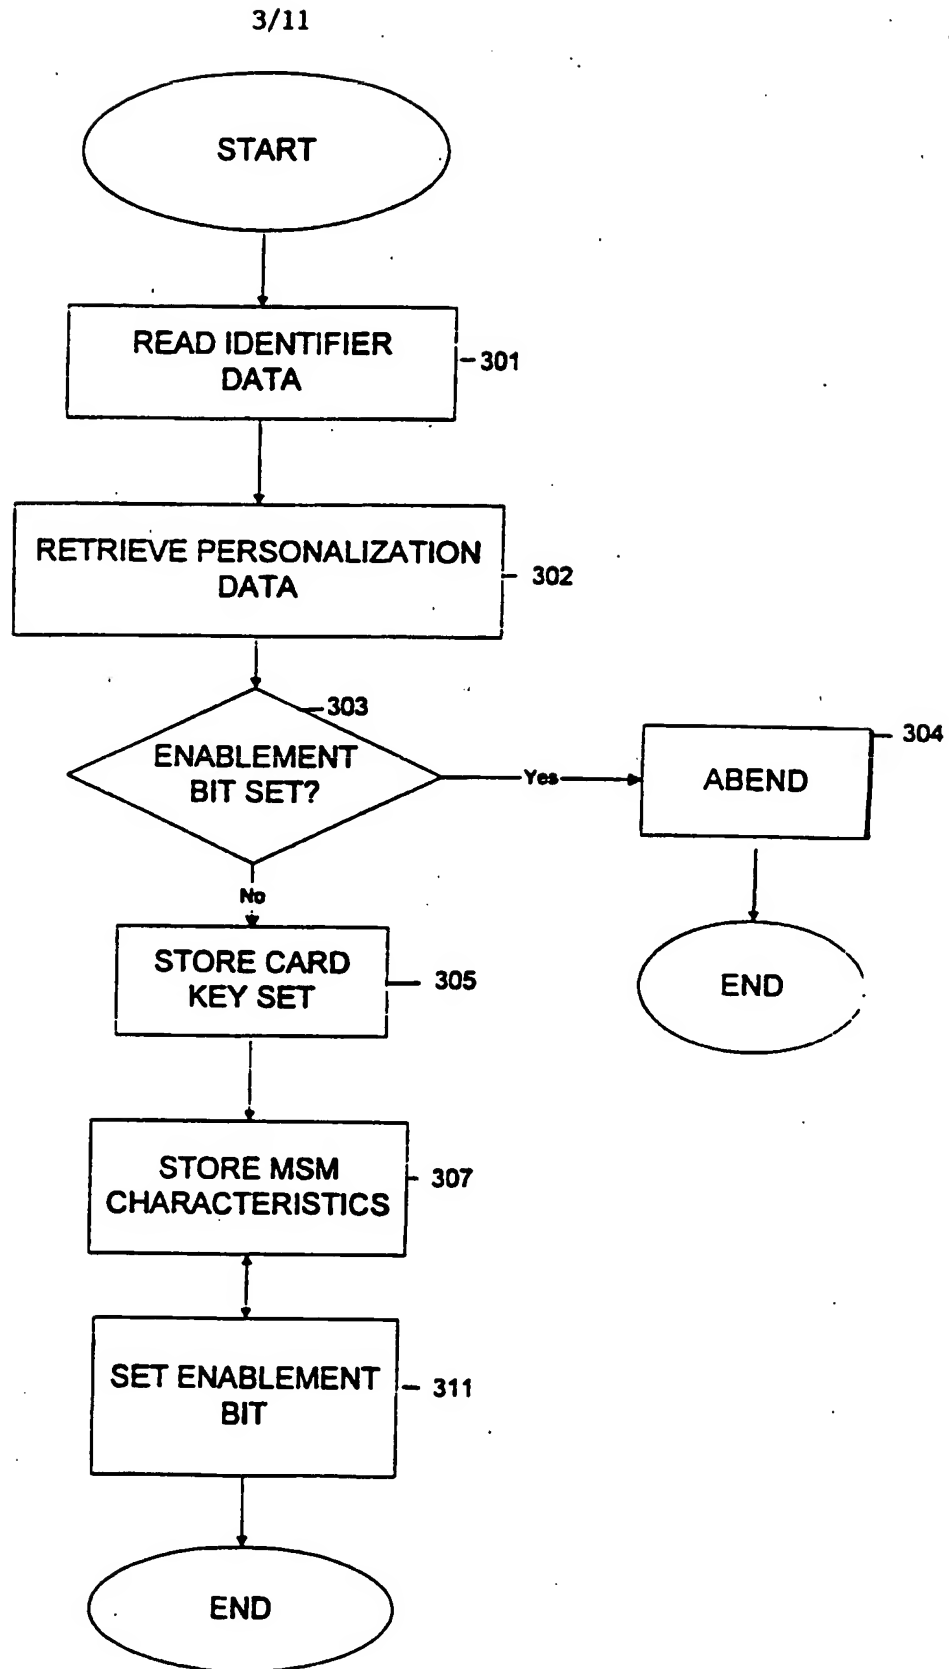 3/11
START
READ IDENTIFIER
DATA
301
RETRIEVE PERSONALIZATION
DATA
302
303
ENABLEMENT
BIT SET?
Yes
304
ABEND
No
STORE CARD
KEY SET
305
END
STORE MSM
CHARACTERISTICS
307
SET ENABLEMENT
BIT
311
END